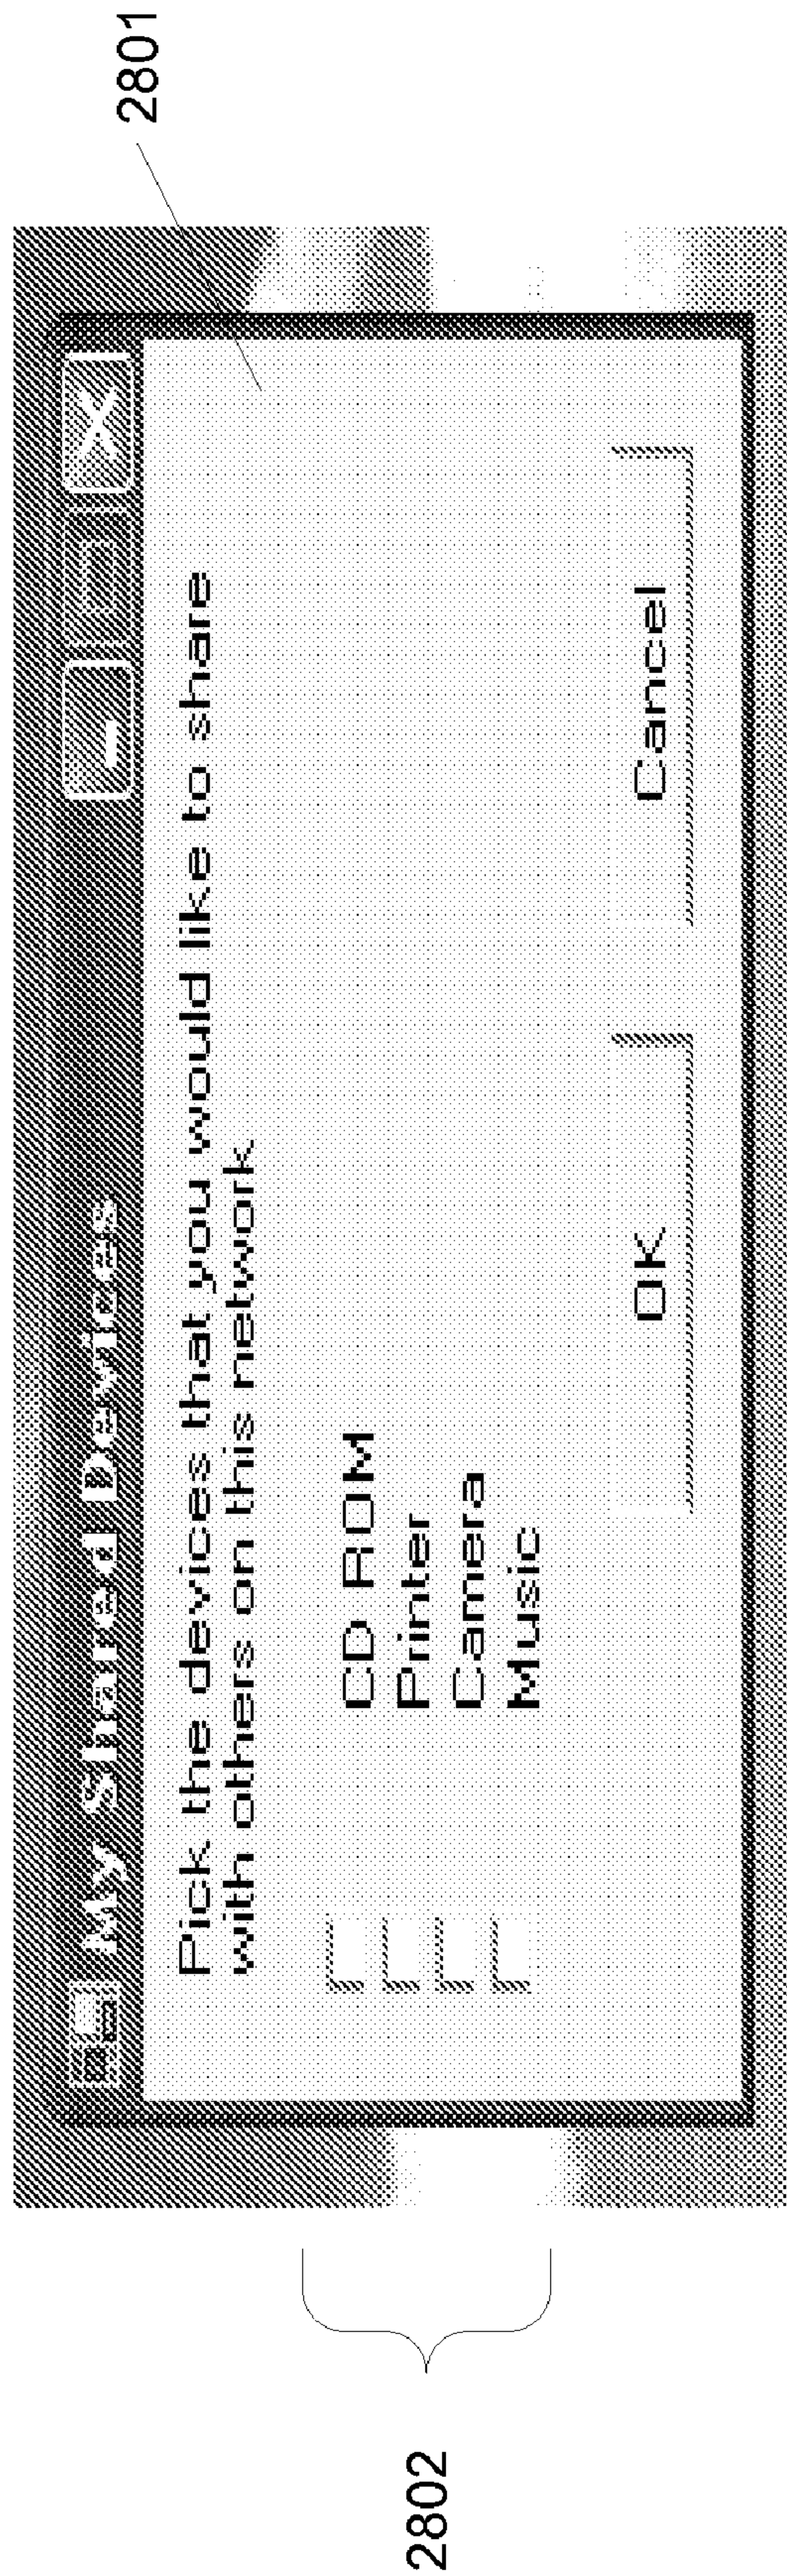 2801
My Shared Devices
Pick the devices that you would like to share
with others on this network
CD ROM
Printer
Camera
Music
OK Cancel
2802